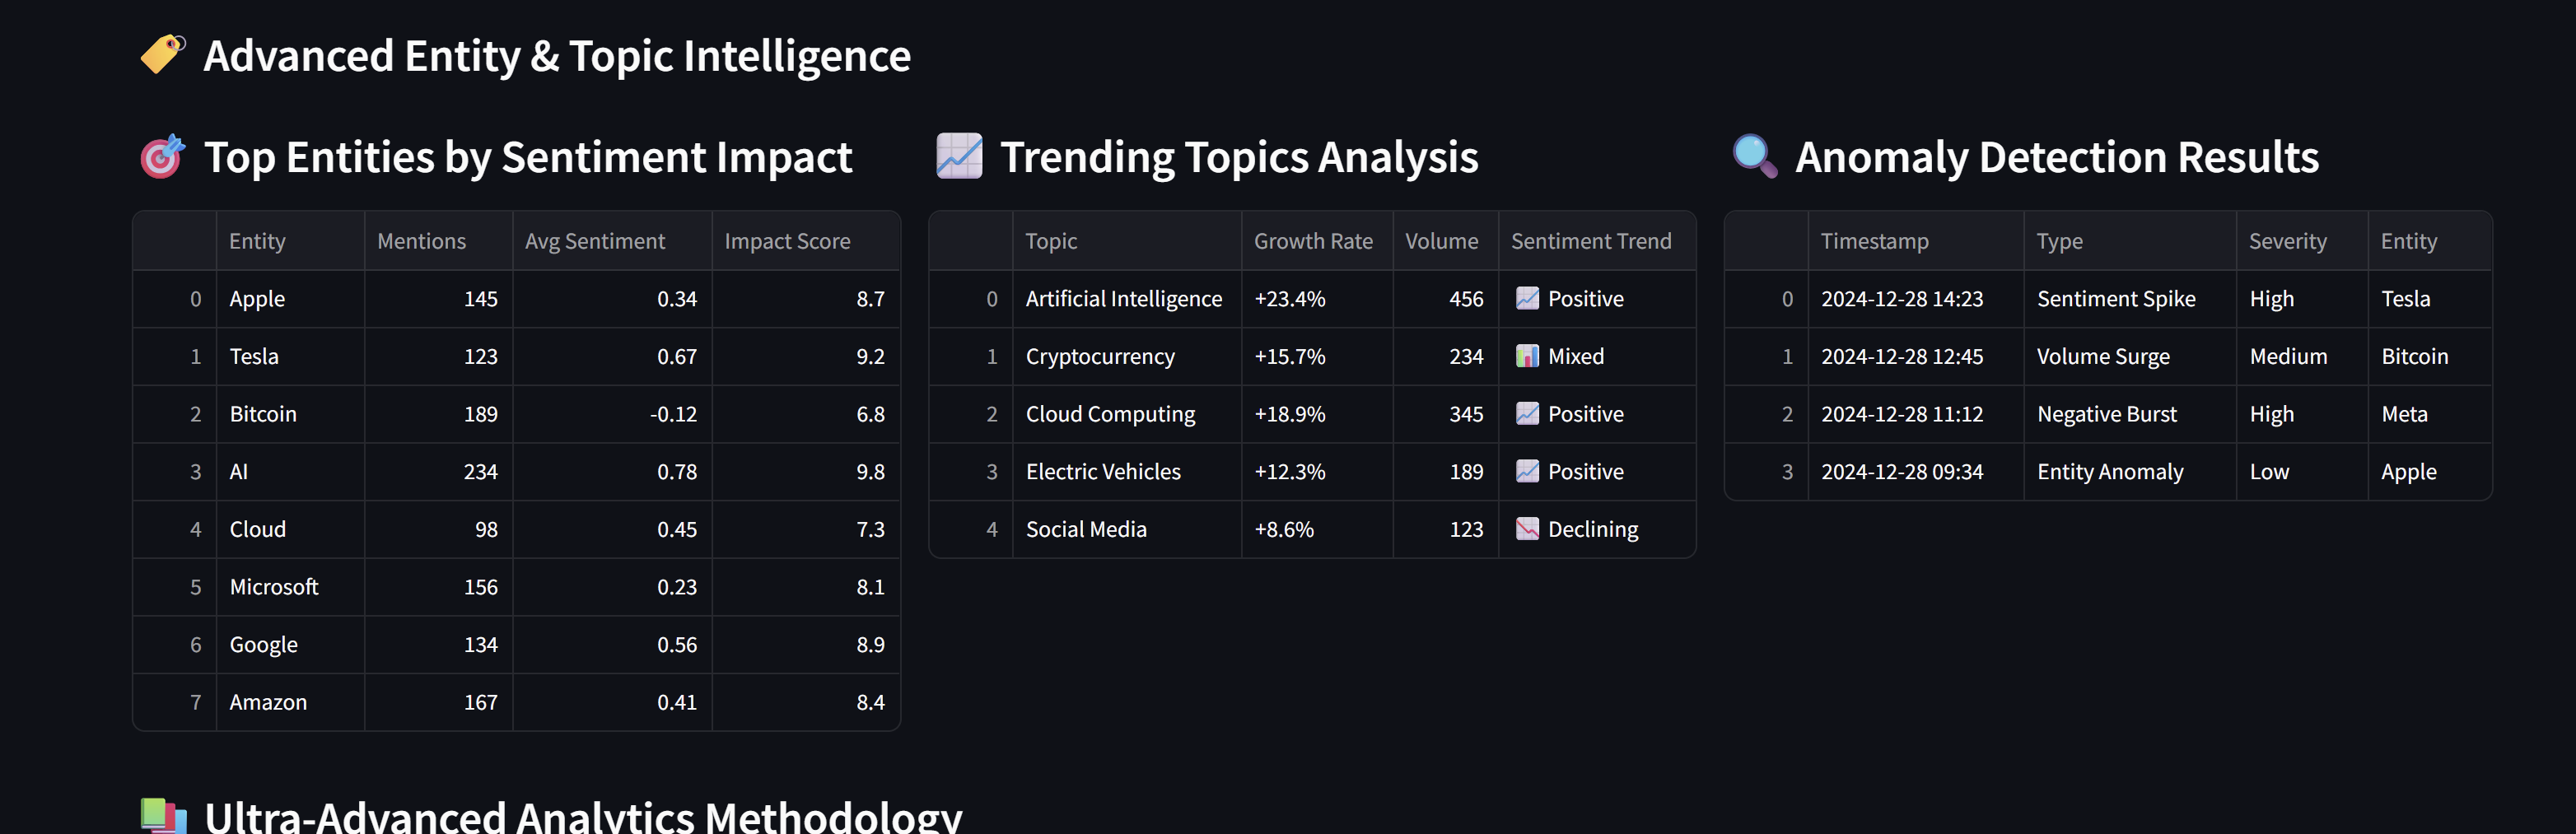 Advanced Entity & Topic Intelligence
Top Entities by Sentiment Impact
Entity Mentions Avg Sentiment Impact Score
0 Apple 145 0.34 8.7
1 Tesla 123 0.67 9.2
2 Bitcoin 189 -0.12 6.8
3 AI 234 0.78 9.8
4 Cloud 98 0.45 7.3
5 Microsoft 156 0.23 8.1
6 Google 134 0.56 8.9
7 Amazon 167 0.41 8.4
Trending Topics Analysis
Topic Growth Rate Volume Sentiment Trend
0 Artificial Intelligence +23.4% 456 Positive
1 Cryptocurrency +15.7% 234 Mixed
2 Cloud Computing +18.9% 345 Positive
3 Electric Vehicles +12.3% 189 Positive
4 Social Media +8.6% 123 Declining
Anomaly Detection Results
Timestamp Type Severity Entity
0 2024-12-28 14:23 Sentiment Spike High Tesla
1 2024-12-28 12:45 Volume Surge Medium Bitcoin
2 2024-12-28 11:12 Negative Burst High Meta
3 2024-12-28 09:34 Entity Anomaly Low Apple
Ultra-Advanced Analytics Methodology